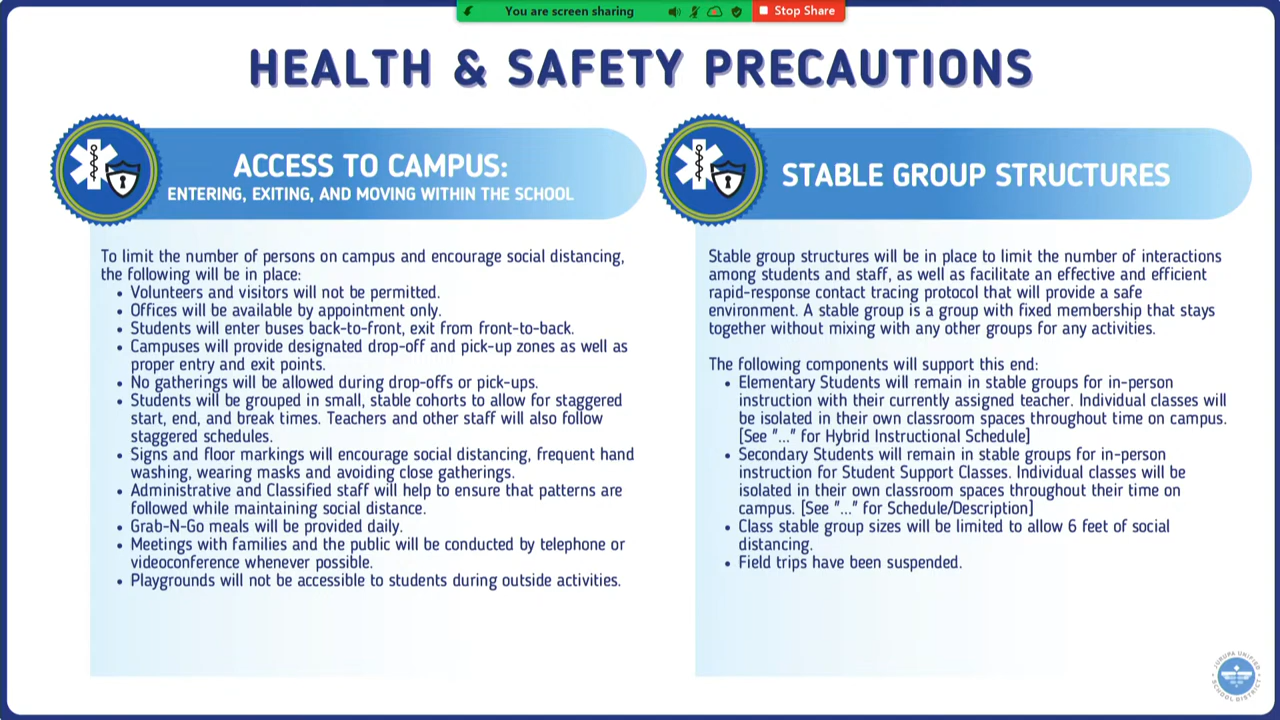 You are screen sharing
Stop Share
HEALTH & SAFETY PRECAUTIONS
ACCESS TO CAMPUS:
ENTERING, EXITING, AND MOVING WITHIN THE SCHOOL
To limit the number of persons on campus and encourage social distancing,
the following will be in place:
• Volunteers and visitors will not be permitted.
• Offices will be available by appointment only.
• Students will enter buses back-to-front, exit from front-to-back.
• Campuses will provide designated drop-off and pick-up zones as well as
proper entry and exit points.
• No gatherings will be allowed during drop-offs or pick-ups.
• Students will be grouped in small, stable cohorts to allow for staggered
start, end, and break times. Teachers and other staff will also follow
staggered schedules.
• Signs and floor markings will encourage social distancing, frequent hand
washing, wearing masks and avoiding close gatherings.
• Administrative and Classified staff will help to ensure that patterns are
followed while maintaining social distance.
• Grab-N-Go meals will be provided daily.
• Meetings with families and the public will be conducted by telephone or
videoconference whenever possible.
• Playgrounds will not be accessible to students during outside activities.
STABLE GROUP STRUCTURES
Stable group structures will be in place to limit the number of interactions
among students and staff, as well as facilitate an effective and efficient
rapid-response contact tracing protocol that will provide a safe
environment. A stable group is a group with fixed membership that stays
together without mixing with any other groups for any activities.
The following components will support this end:
• Elementary Students will remain in stable groups for in-person
instruction with their currently assigned teacher. Individual classes will
be isolated in their own classroom spaces throughout time on campus.
[See "..." for Hybrid Instructional Schedule]
• Secondary Students will remain in stable groups for in-person
instruction for Student Support Classes. Individual classes will be
isolated in their own classroom spaces throughout their time on
campus. [See "..." for Schedule/Description]
• Class stable group sizes will be limited to allow 6 feet of social
distancing.
• Field trips have been suspended.
JURUPA UNIFIED
SCHOOL DISTRICT